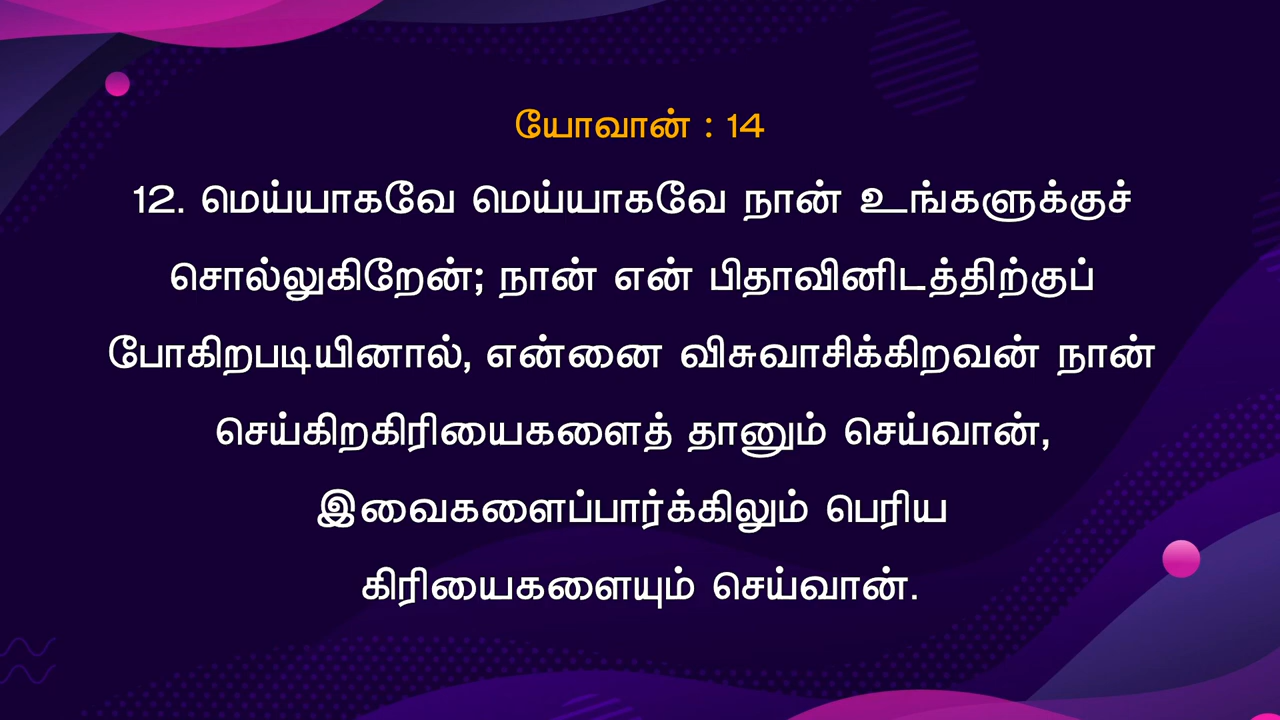 யோவான் : 14
12. மெய்யாகவே மெய்யாகவே நான் உங்களுக்குச்
சொல்லுகிறேன்; நான் என் பிதாவினிடத்திற்குப்
போகிறபடியினால், என்னை விசுவாசிக்கிறவன் நான்
செய்கிறகிரியைகளைத் தானும் செய்வான்,
இவைகளைப்பார்க்கிலும் பெரிய
கிரியைகளையும் செய்வான்.